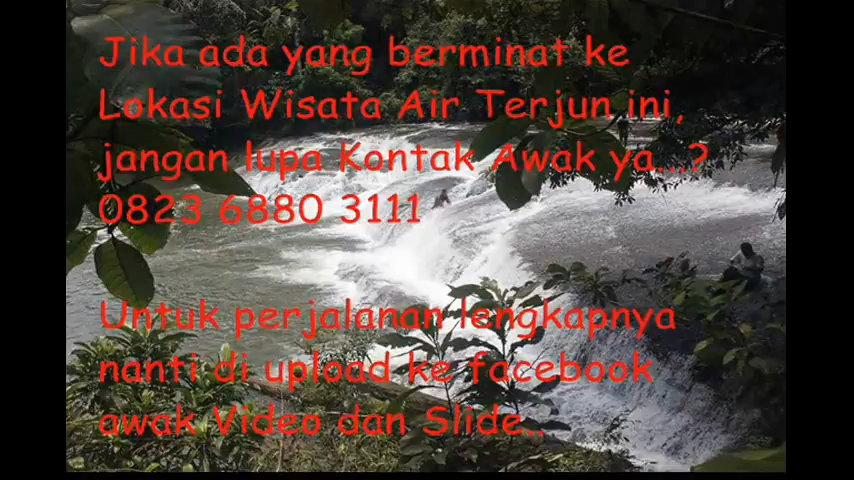 Jika ada yang berminat ke
Lokasi Wisata Air Terjun ini,
jangan lupa Kontak Awak ya...?
0823 6880 3111
Untuk perjalanan lengkapnya
nanti di upload ke facebook
awak Video dan Slide..